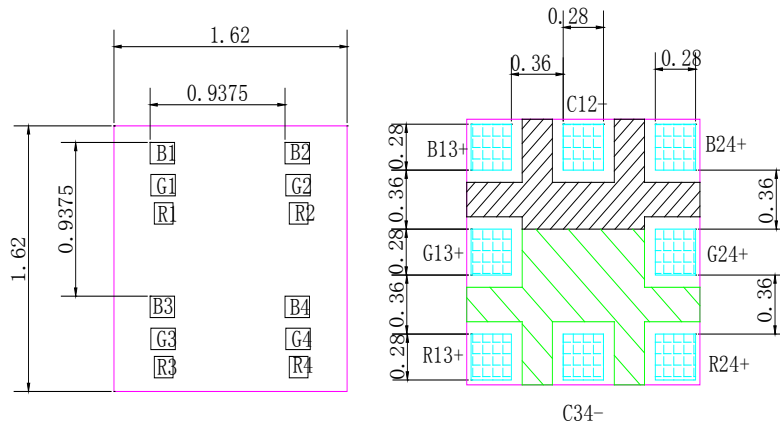 1.62
0.9375
B1 B2
G1 G2
R1 R2
0.9375
1.62
B3 B4
G3 G4
R3 R4
0.28
0.36
0.28
C12-
B13+
B24+
0.28
0.36
0.36
G13+
G24+
0.28
0.36
0.36
R13+
R24+
0.28
C34-